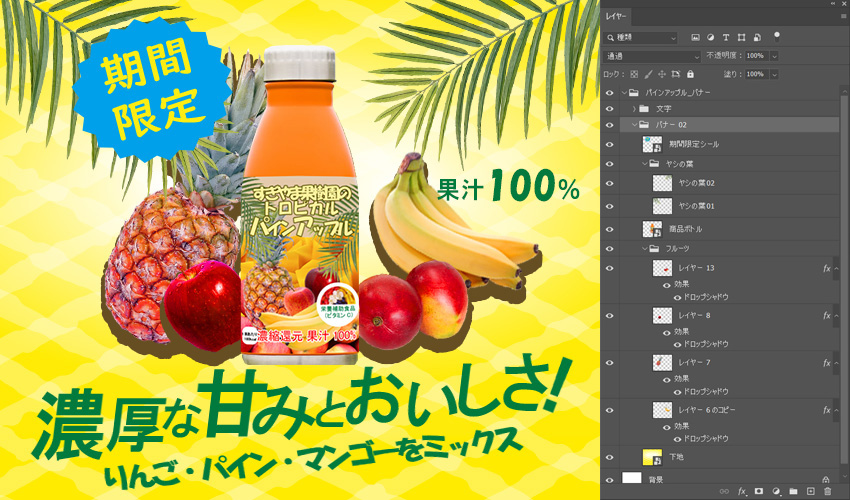 期間
限定
すぎやま果樹園の
トロピカル
パインアップル
果汁100%
栄養補助食品
(ビタミンC)
濃縮還元 果汁 100%
濃厚な甘みとおいしさ!
りんご・パイン・マンゴーをミックス
レイヤー
種類
通過
不透明度: 100%
ロック:
塗り: 100%
パインアップル_バナー
文字
バナー 02
期間限定シール
ヤシの葉
ヤシの葉02
ヤシの葉01
商品ボトル
フルーツ
レイヤー 13
fx
効果
ドロップシャドウ
レイヤー 8
fx
効果
ドロップシャドウ
レイヤー 7
fx
効果
ドロップシャドウ
レイヤー 6 のコピー
fx
効果
ドロップシャドウ
下地
背景
fx